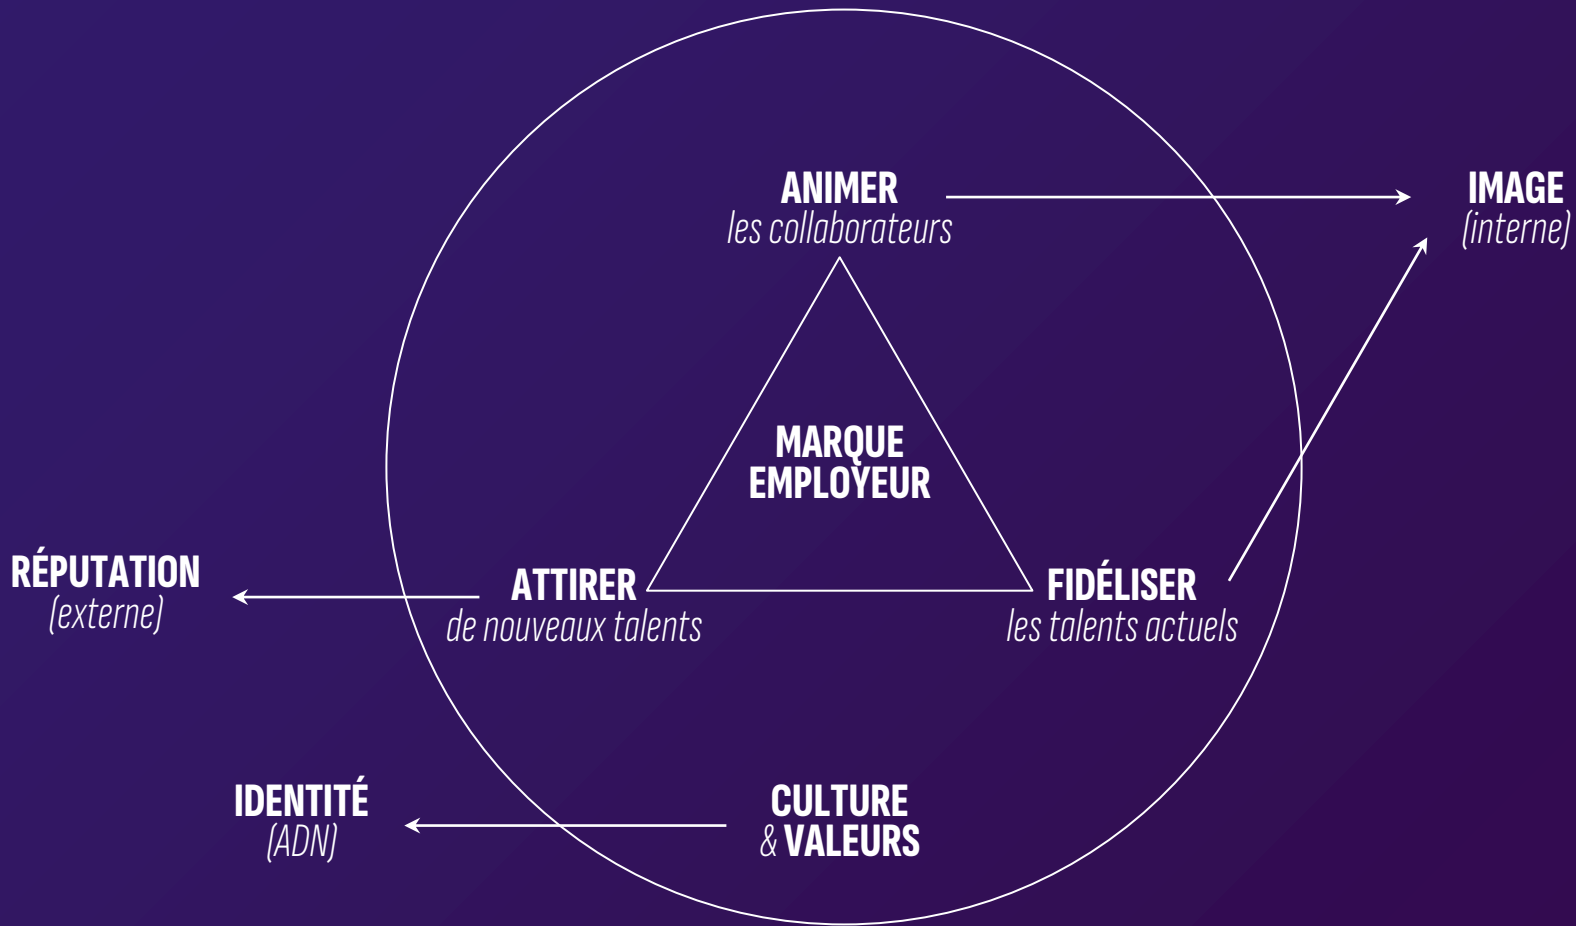 ANIMER
les collaborateurs
IMAGE
(interne)
MARQUE
EMPLOYEUR
RÉPUTATION
(externe)
ATTIRER
de nouveaux talents
FIDÉLISER
les talents actuels
IDENTITÉ
(ADN)
CULTURE
& VALEURS